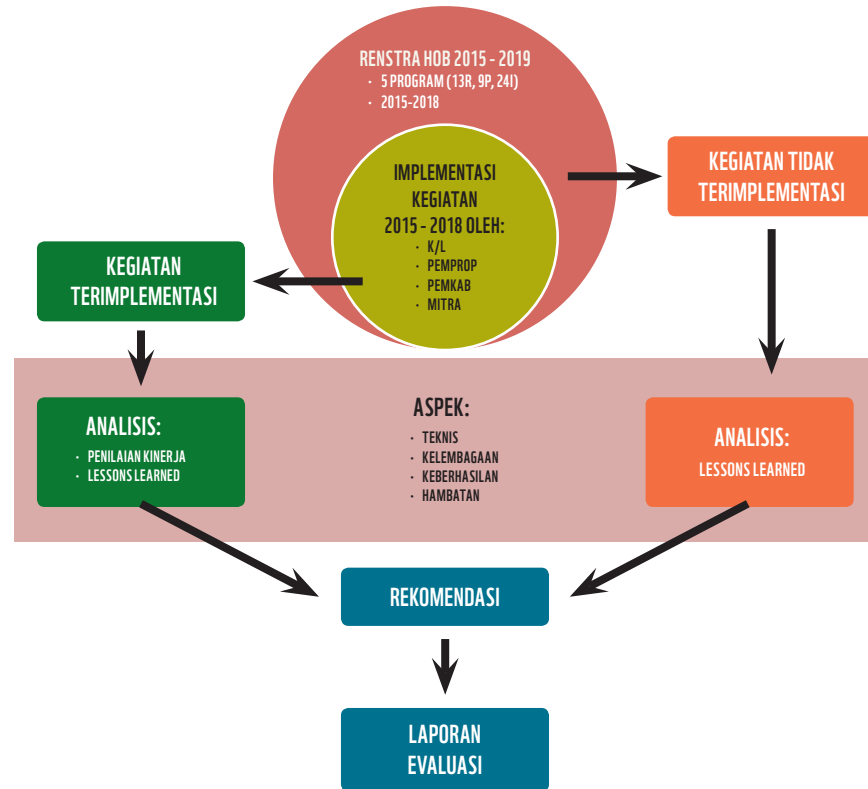 RENSTRA HOB 2015 - 2019
· 5 PROGRAM (13R, 9P, 24I)
· 2015-2018
IMPLEMENTASI
KEGIATAN
2015 - 2018 OLEH:
· K/L
· PEMPROP
· PEMKAB
· MITRA
KEGIATAN TIDAK
TERIMPLEMENTASI
KEGIATAN
TERIMPLEMENTASI
ANALISIS:
· PENILAIAN KINERJA
· LESSONS LEARNED
ASPEK:
· TEKNIS
· KELEMBAGAAN
· KEBERHASILAN
· HAMBATAN
ANALISIS:
LESSONS LEARNED
REKOMENDASI
LAPORAN
EVALUASI